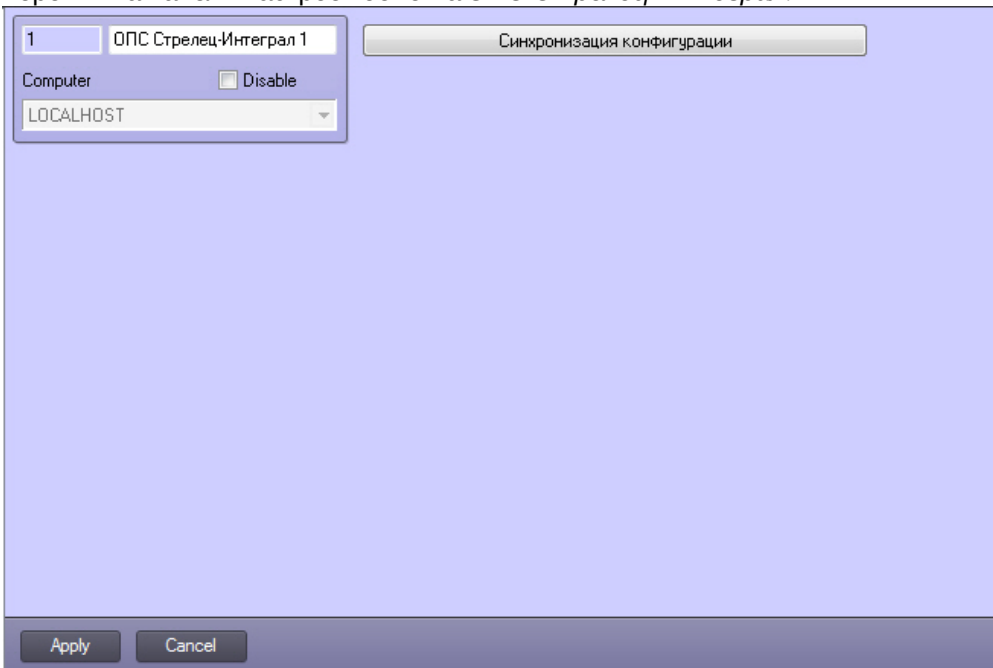 1 ОПС Стрелец-Интеграл 1
Синхронизация конфигурации
Computer Disable
LOCALHOST
Apply Cancel